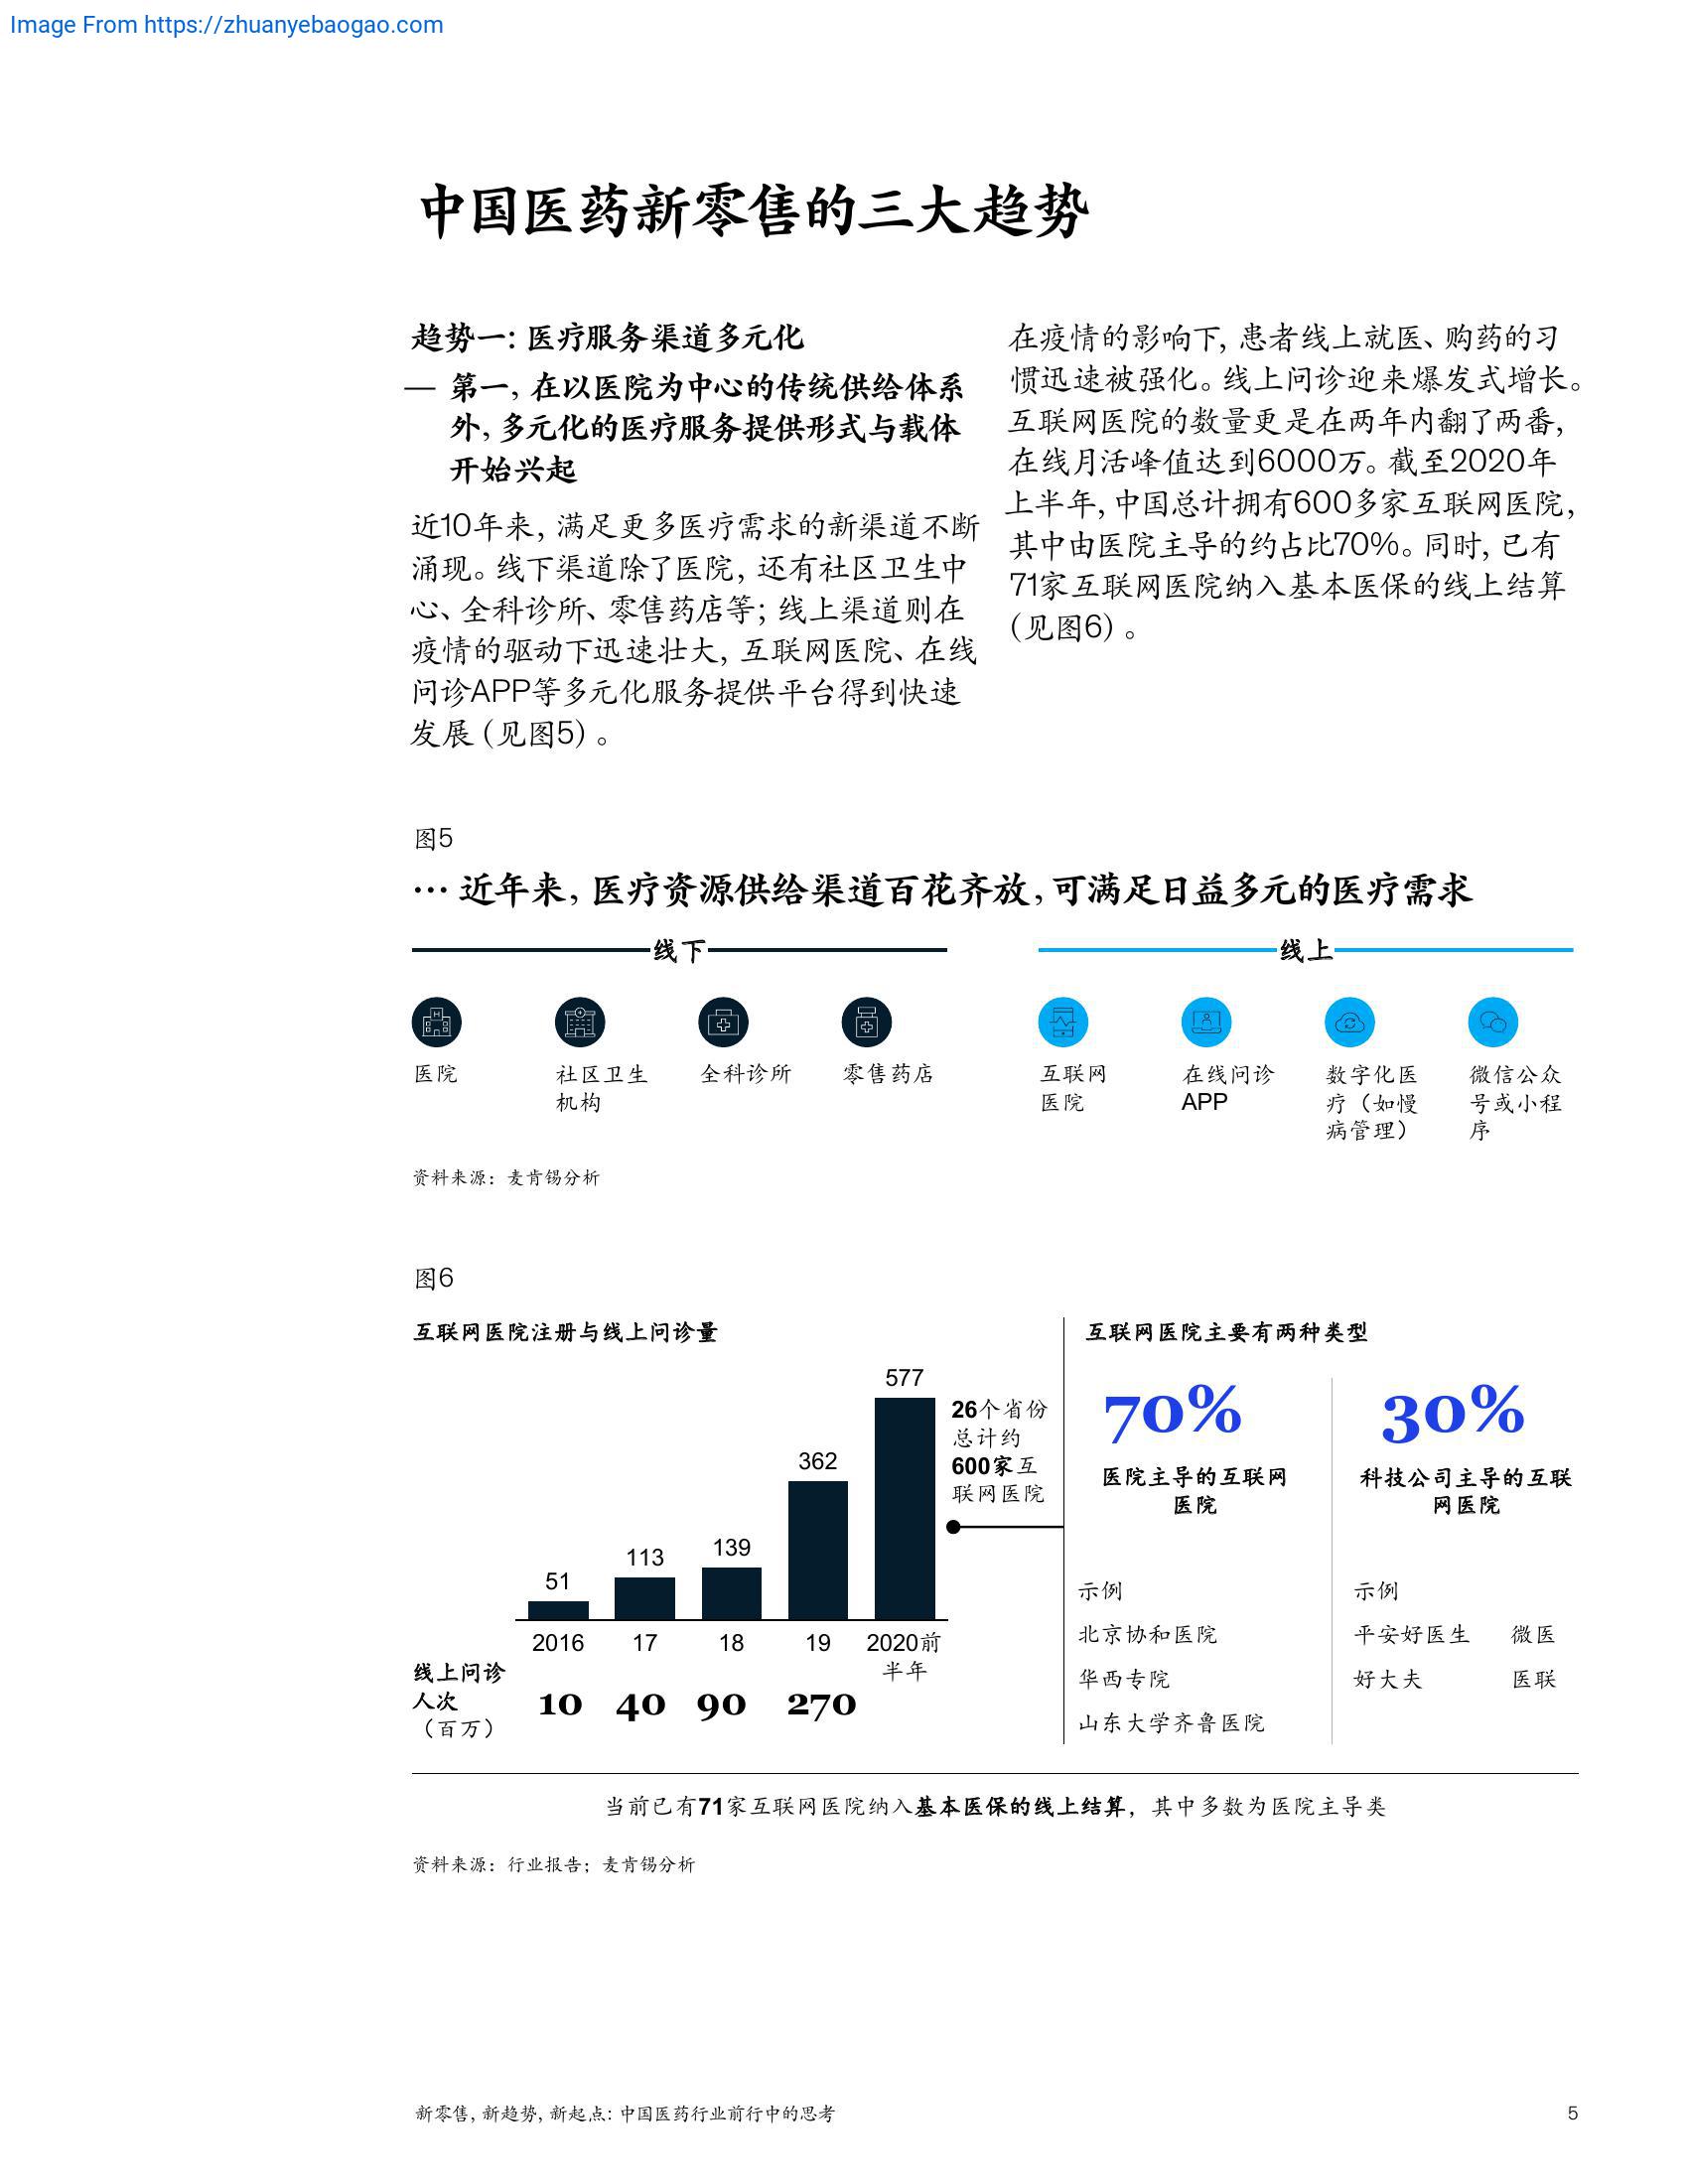 Image From https://zhuanyebaogao.com
中国医药新零售的三大趋势
趋势一：医疗服务渠道多元化
— 第一，在以医院为中心的传统供给体系
外，多元化的医疗服务提供形式与载体
开始兴起
近10年来，满足更多医疗需求的新渠道不断
涌现。线下渠道除了医院，还有社区卫生中
心、全科诊所、零售药店等；线上渠道则在
疫情的驱动下迅速壮大，互联网医院、在线
问诊APP等多元化服务提供平台得到快速
发展（见图5）。
在疫情的影响下，患者线上就医、购药的习
惯迅速被强化。线上问诊迎来爆发式增长。
互联网医院的数量更是在两年内翻了两番，
在线月活峰值达到6000万。截至2020年
上半年，中国总计拥有600多家互联网医院，
其中由医院主导的约占比70%。同时，已有
71家互联网医院纳入基本医保的线上结算
（见图6）。
图5
… 近年来，医疗资源供给渠道百花齐放，可满足日益多元的医疗需求
线下
医院
社区卫生
机构
全科诊所
零售药店
线上
互联网
医院
在线问诊
APP
数字化医
疗（如慢
病管理）
微信公众
号或小程
序
资料来源：麦肯锡分析
图6
互联网医院注册与线上问诊量
51
113
139
362
577
2016
17
18
19
2020前
半年
线上问诊
人次
（百万）
10
40
90
270
26个省份
总计约
600家互
联网医院
互联网医院主要有两种类型
70%
医院主导的互联网
医院
示例
北京协和医院
华西专院
山东大学齐鲁医院
30%
科技公司主导的互联
网医院
示例
平安好医生 微医
好大夫 医联
当前已有71家互联网医院纳入基本医保的线上结算，其中多数为医院主导类
资料来源：行业报告；麦肯锡分析
新零售，新趋势，新起点：中国医药行业前行中的思考
5